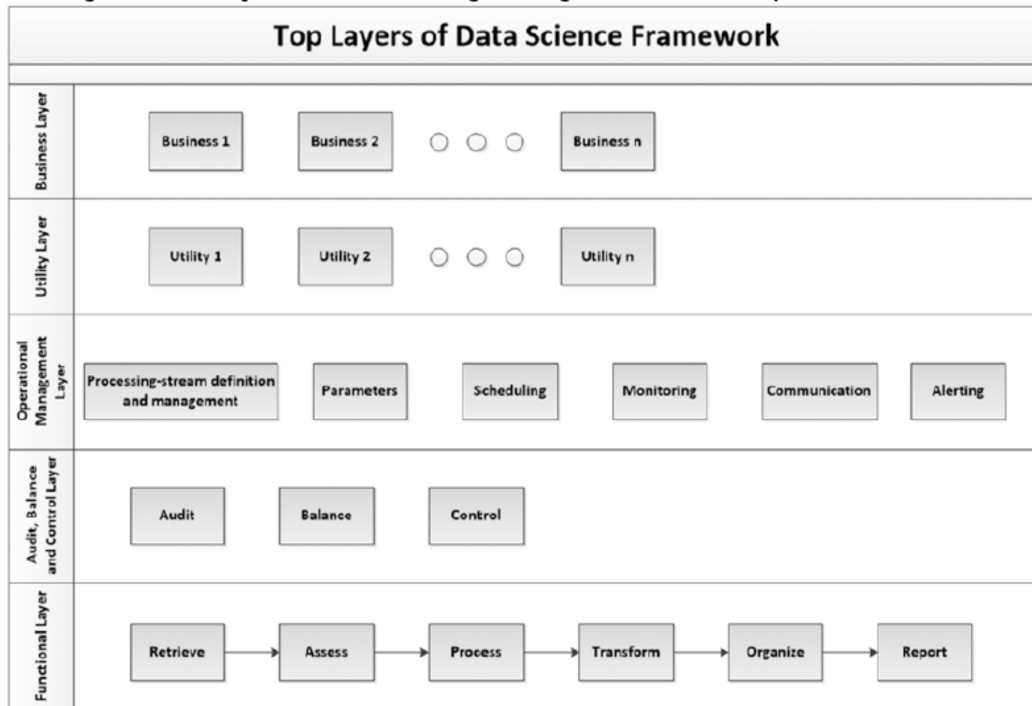 Top Layers of Data Science Framework
Business Layer
Business 1
Business 2
Business n
Utility Layer
Utility 1
Utility 2
Utility n
Operational
Management
Layer
Processing-stream definition
and management
Parameters
Scheduling
Monitoring
Communication
Alerting
Audit, Balance
and Control Layer
Audit
Balance
Control
Functional Layer
Retrieve
Assess
Process
Transform
Organize
Report